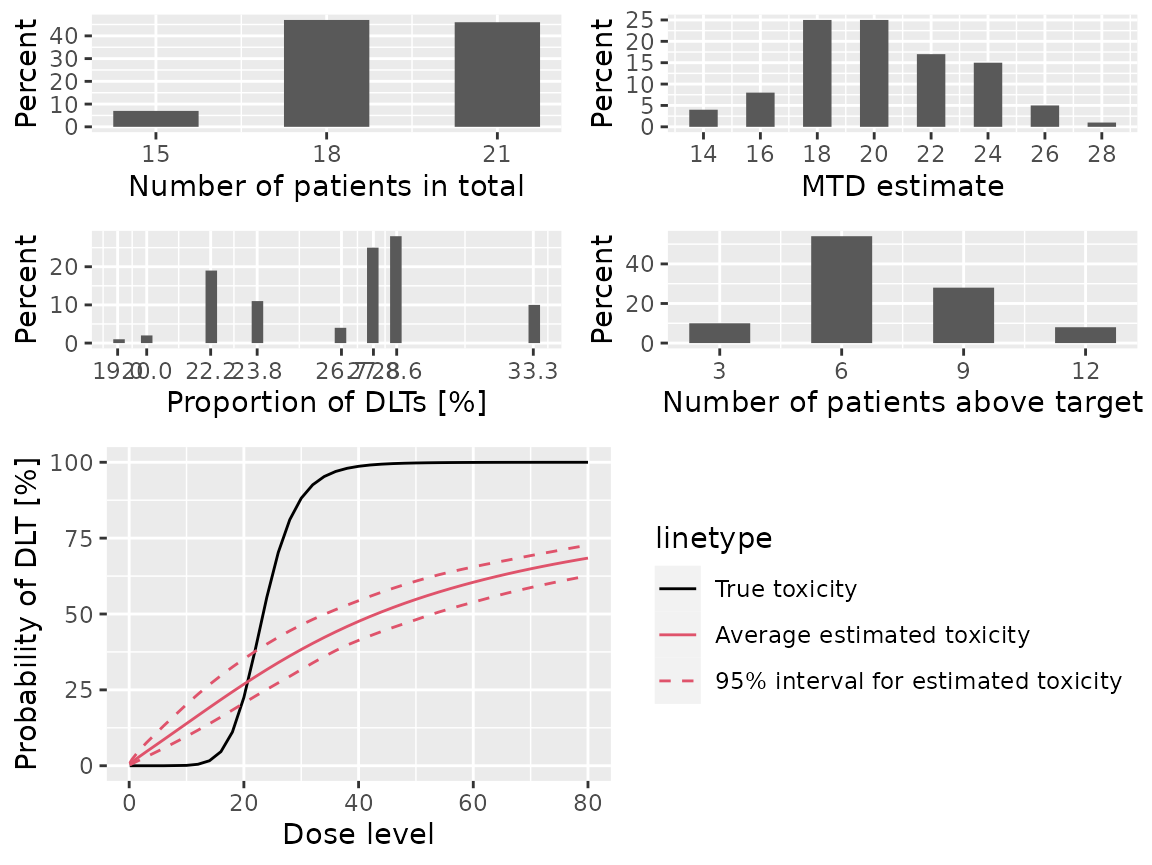 Percent
40
30
20
10
0
15 18 21
Number of patients in total
Percent
25
20
15
10
5
0
14 16 18 20 22 24 26 28
MTD estimate
Percent
20
10
0
20.0 22.2 23.8 28.6 33.3
Proportion of DLTs [%]
Percent
40
20
0
3 6 9 12
Number of patients above target
Probability of DLT [%]
100
75
50
25
0
0 20 40 60 80
Dose level
linetype
True toxicity
Average estimated toxicity
95% interval for estimated toxicity